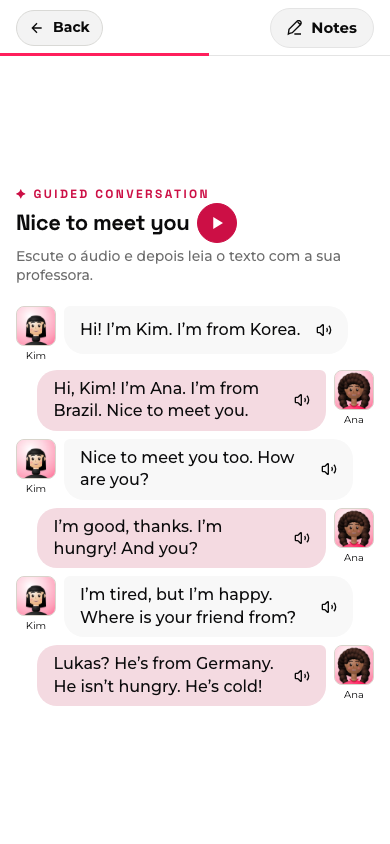 Back
Notes
GUIDED CONVERSATION
Nice to meet you
Escute o áudio e depois leia o texto com a sua
professora.
Hi! I’m Kim. I’m from Korea.
Kim
Hi, Kim! I’m Ana. I’m from
Brazil. Nice to meet you.
Ana
Nice to meet you too. How
are you?
Kim
I’m good, thanks. I’m
hungry! And you?
Ana
I’m tired, but I’m happy.
Where is your friend from?
Kim
Lukas? He’s from Germany.
He isn’t hungry. He’s cold!
Ana